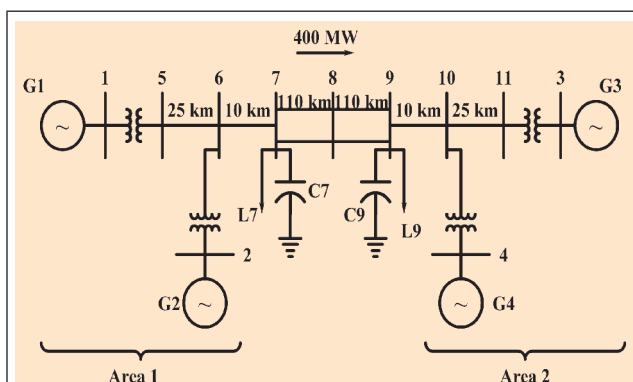 400 MW
G1 1 5 6 7 8 9 10 11 3 G3
25 km 10 km 110 km 110 km 10 km 25 km
~ ~
C7 C9
L7 L9
2 4
G2 ~ ~ G4
Area 1 Area 2